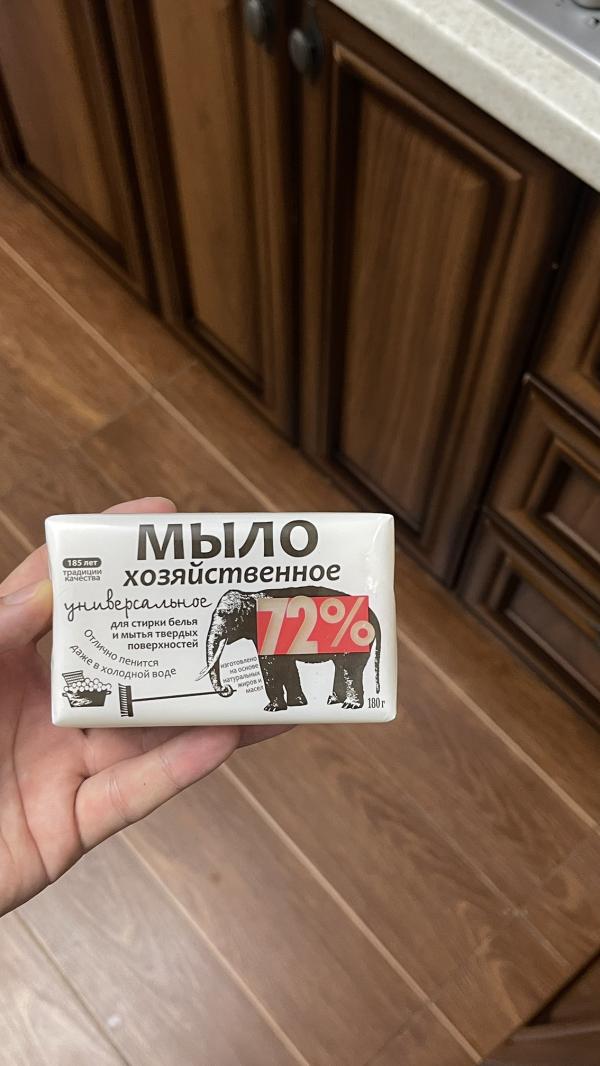 МЫЛО
хозяйственное
185 лет
традиции
качества
универсальное
для стирки белья
и мытья твердых
поверхностей
Отлично пенится
даже в холодной воде
72%
изготовлено
на основе
натуральных
жиров и
масел
180 г